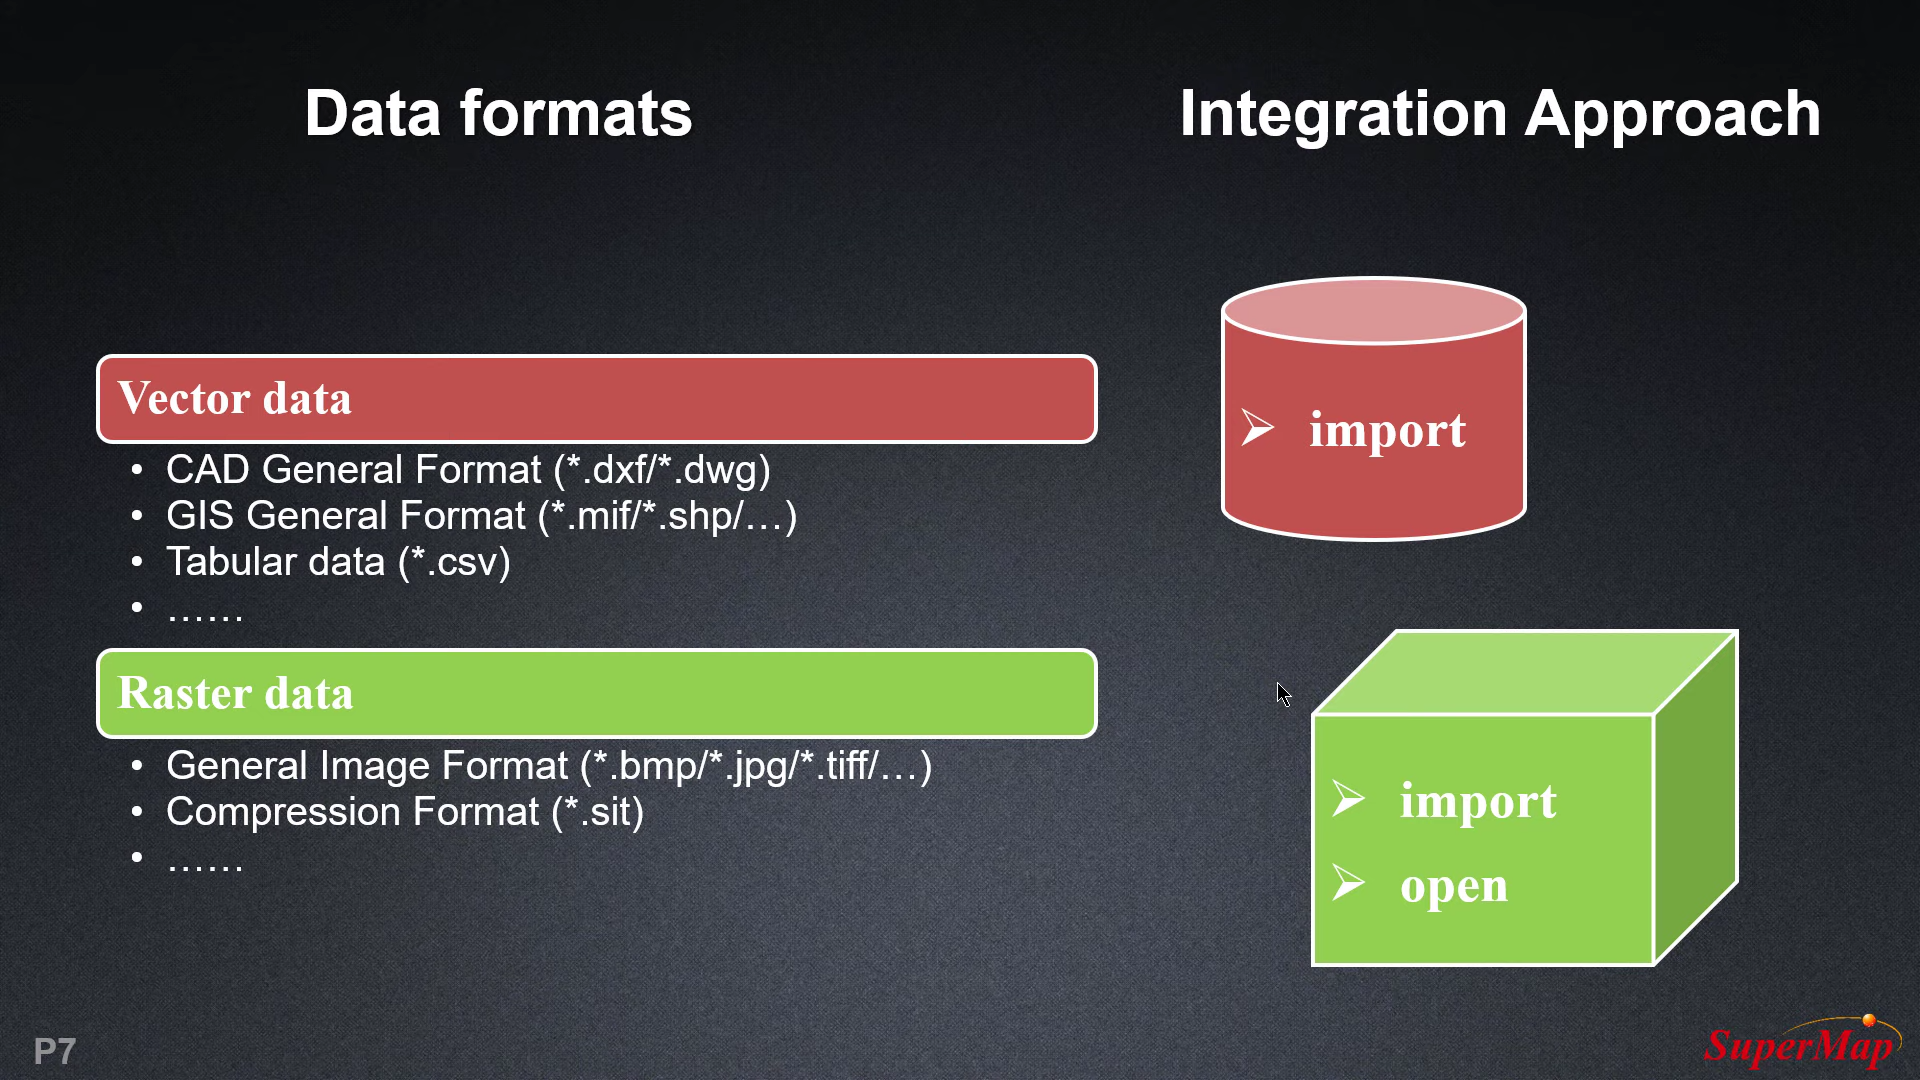 Data formats
Integration Approach
Vector data
• CAD General Format (*.dxf/*.dwg)
• GIS General Format (*.mif/*.shp/…)
• Tabular data (*.csv)
• ……
Raster data
• General Image Format (*.bmp/*.jpg/*.tiff/…)
• Compression Format (*.sit)
• ……
➢ import
➢ import
➢ open
P7
SuperMap